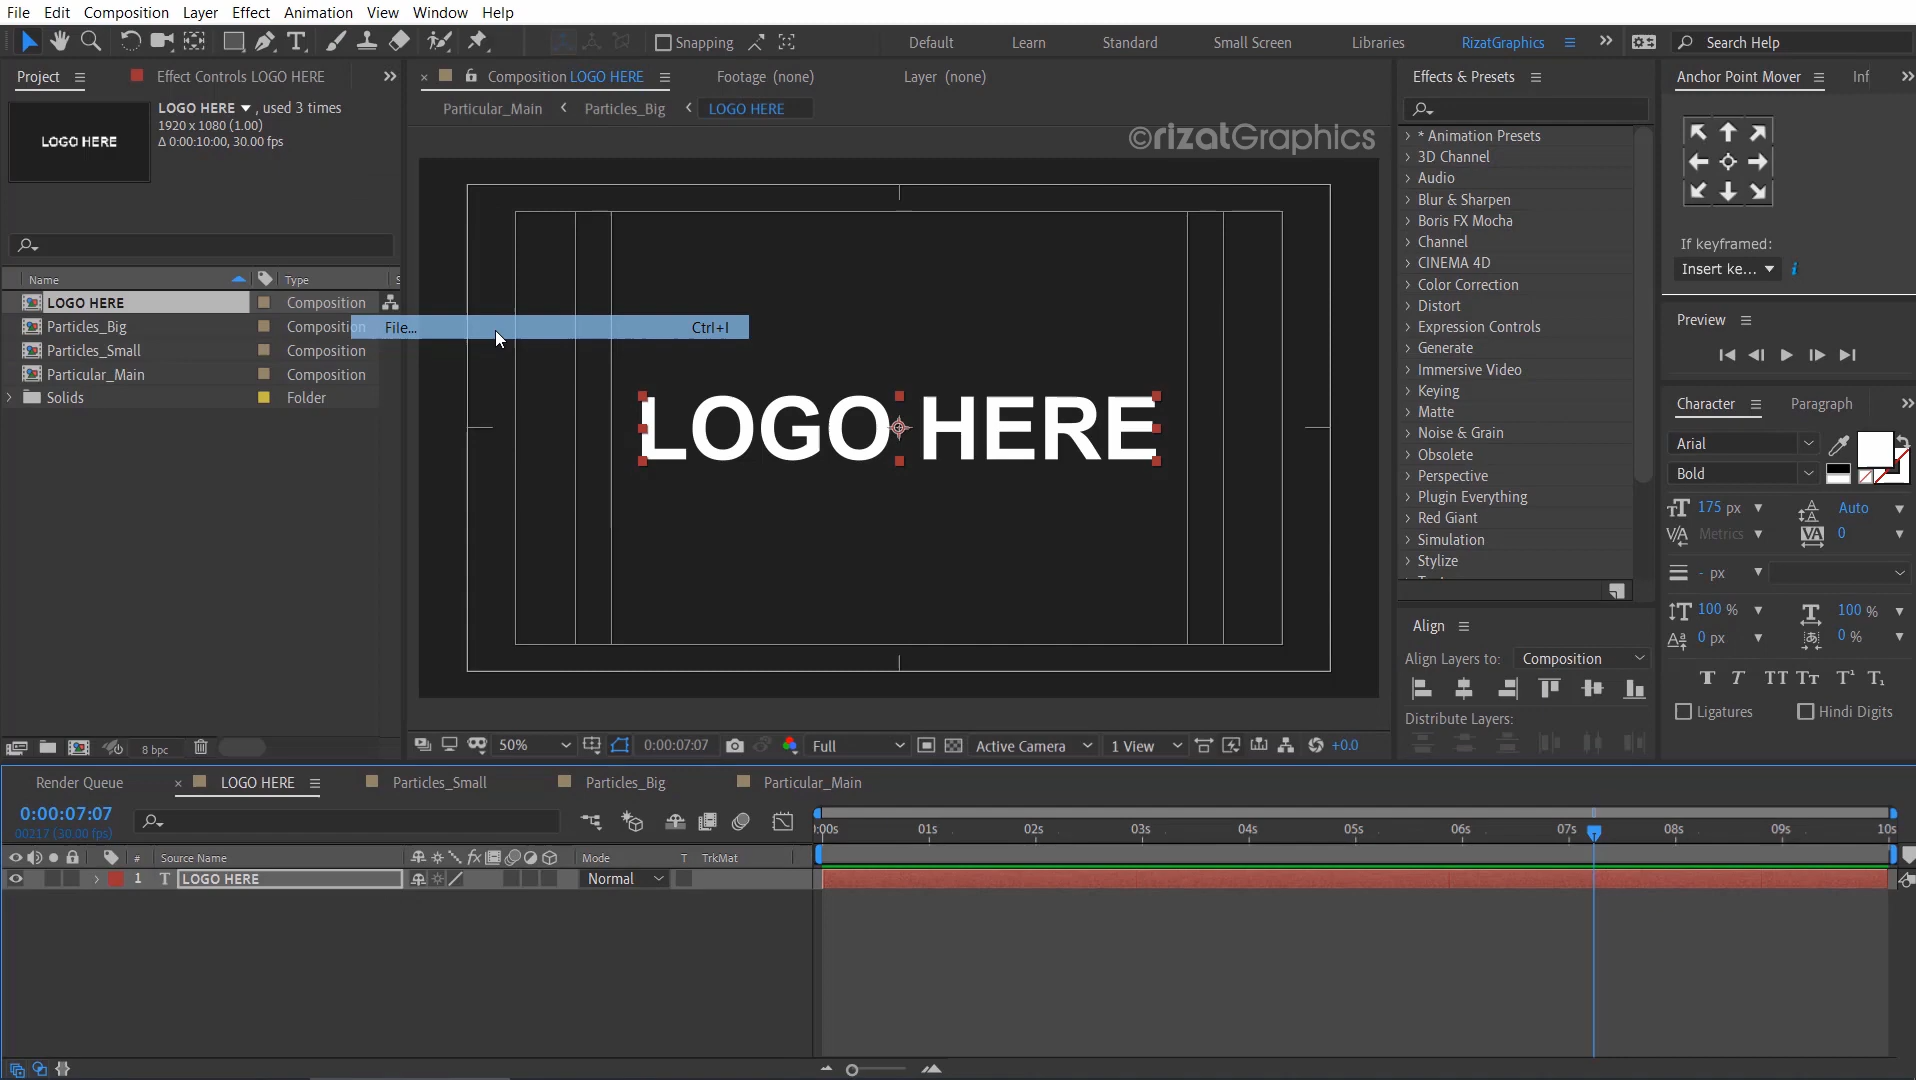 File Edit Composition Layer Effect Animation View Window Help
Snapping Default Learn Standard Small Screen Libraries RizatGraphics Search Help
Project Effect Controls LOGO HERE
LOGO HERE , used 3 times
1920 x 1080 (1.00)
Δ 0:00:10:00, 30.00 fps
LOGO HERE
Name Type S
LOGO HERE Composition
Particles_Big Compositio
Particles_Small Composition
Particular_Main Composition
Solids Folder
File... Ctrl+I
8 bpc
Composition LOGO HERE Footage (none) Layer (none)
Particular_Main Particles_Big LOGO HERE
©rizatGraphics
LOGO HERE
50% 0:00:07:07 Full Active Camera 1 View +0.0
Effects & Presets
* Animation Presets
3D Channel
Audio
Blur & Sharpen
Boris FX Mocha
Channel
CINEMA 4D
Color Correction
Distort
Expression Controls
Generate
Immersive Video
Keying
Matte
Noise & Grain
Obsolete
Perspective
Plugin Everything
Red Giant
Simulation
Stylize
Align
Align Layers to: Composition
Distribute Layers:
Anchor Point Mover Inf
If keyframed:
Insert ke...
Preview
Character Paragraph
Arial
Bold
175 px Auto
Metrics 0
- px
100 % 100 %
0 px 0 %
T T TT Tt T¹ T₁
Ligatures Hindi Digits
Render Queue LOGO HERE Particles_Small Particles_Big Particular_Main
0:00:07:07
00217 (30.00 fps)
:00s 01s 02s 03s 04s 05s 06s 07s 08s 09s 10s
# Source Name fx Mode T TrkMat
1 T LOGO HERE Normal